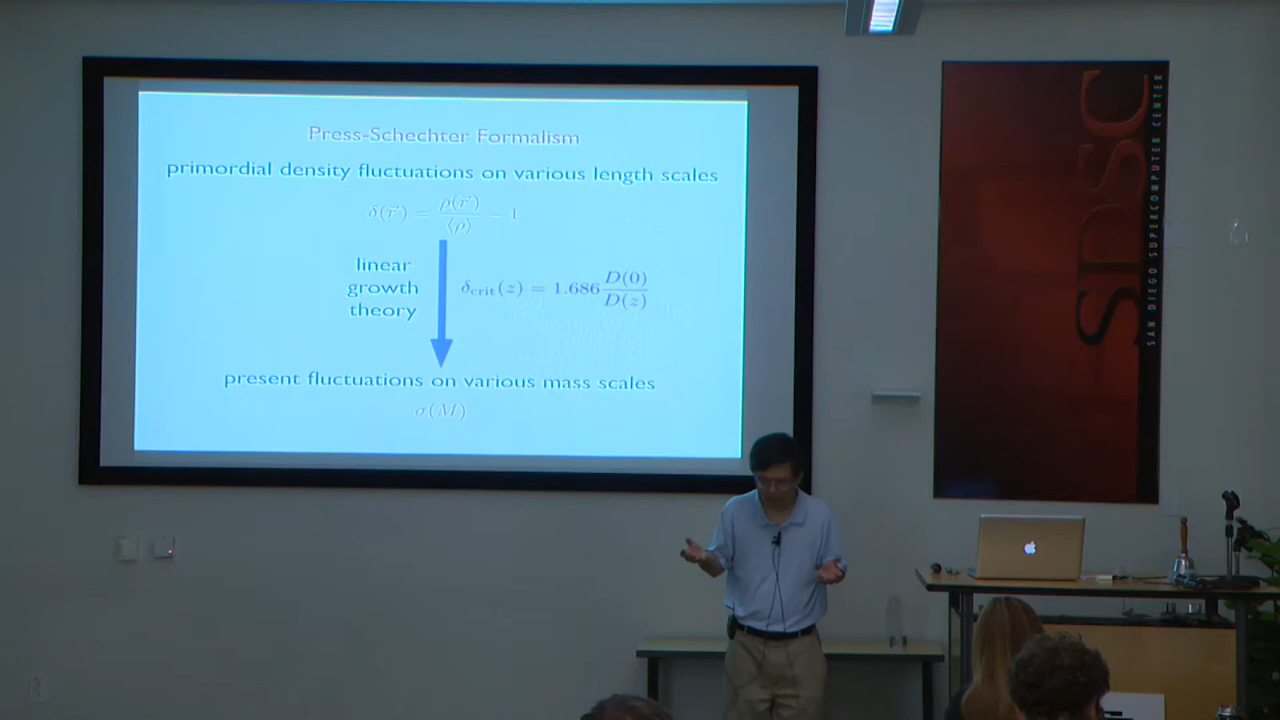 Press-Schechter Formalism
primordial density fluctuations on various length scales
δ(r⃗) = ρ(r⃗)/⟨ρ⟩ − 1
linear
growth
theory
δcrit(z) = 1.686 D(0)/D(z)
present fluctuations on various mass scales
σ(M)
SDSC
SAN DIEGO SUPERCOMPUTER CENTER